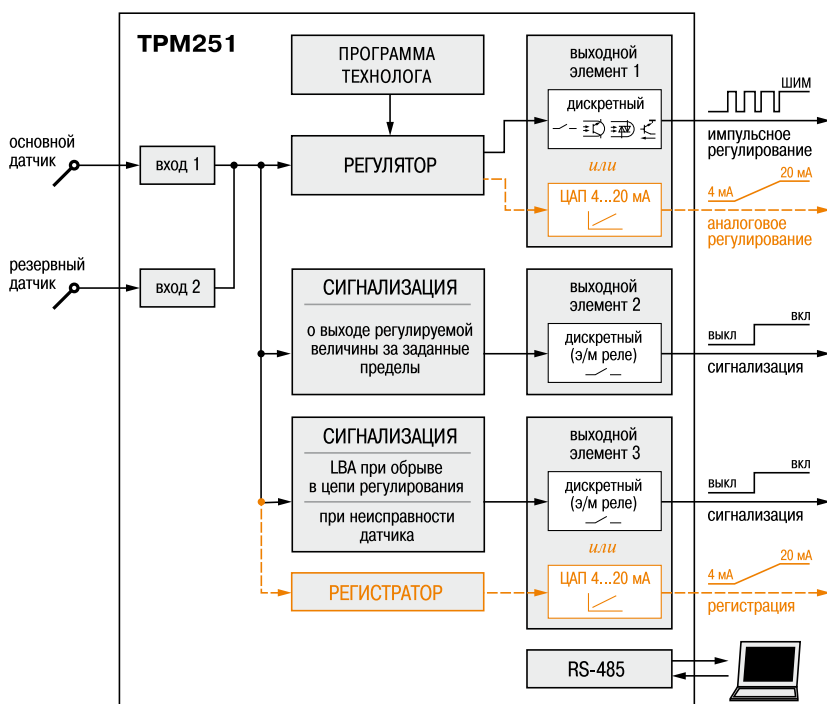 ТРМ251
основной
датчик
вход 1
резервный
датчик
вход 2
ПРОГРАММА
ТЕХНОЛОГА
РЕГУЛЯТОР
выходной
элемент 1
дискретный
или
ЦАП 4...20 мА
ШИМ
импульсное
регулирование
4 мА
20 мА
аналоговое
регулирование
СИГНАЛИЗАЦИЯ
о выходе регулируемой
величины за заданные
пределы
выходной
элемент 2
дискретный
(э/м реле)
выкл
вкл
сигнализация
СИГНАЛИЗАЦИЯ
LBA при обрыве
в цепи регулирования
при неисправности
датчика
выходной
элемент 3
дискретный
(э/м реле)
или
ЦАП 4...20 мА
выкл
вкл
сигнализация
РЕГИСТРАТОР
4 мА
20 мА
регистрация
RS-485